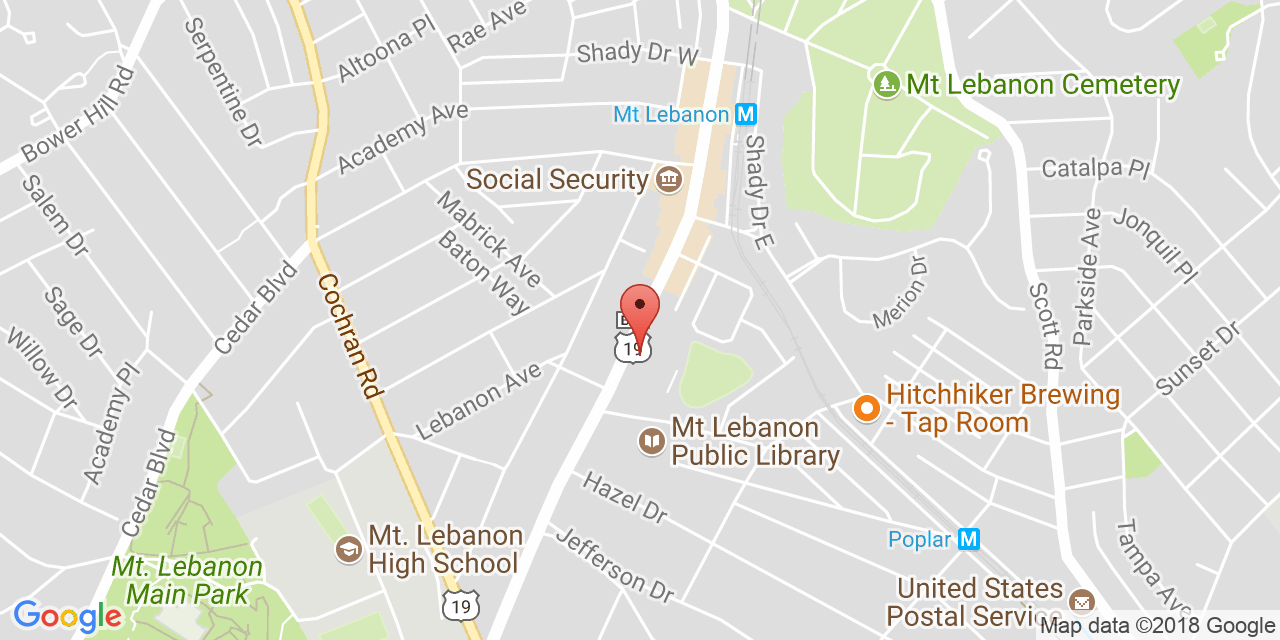 Altoona Pl
Rae Ave
Serpentine Dr
Shady Dr W
Bower Hill Rd
Academy Ave
Mt Lebanon M
Mt Lebanon Cemetery
Shady Dr E
Social Security
Catalpa Pl
Salem Dr
Mabrick Ave
Baton Way
Jonquil Pl
Parkside Ave
Merion Dr
Cedar Blvd
Cochran Rd
Scott Rd
Sage Dr
Willow Dr
19
Sunset Dr
Academy Pl
Lebanon Ave
Hitchhiker Brewing
- Tap Room
Mt Lebanon
Public Library
Cedar Blvd
Hazel Dr
Mt. Lebanon
High School
Jefferson Dr
Poplar M
Tampa Ave
Mt. Lebanon
Main Park
19
United States
Postal Service
Google
Map data ©2018 Google